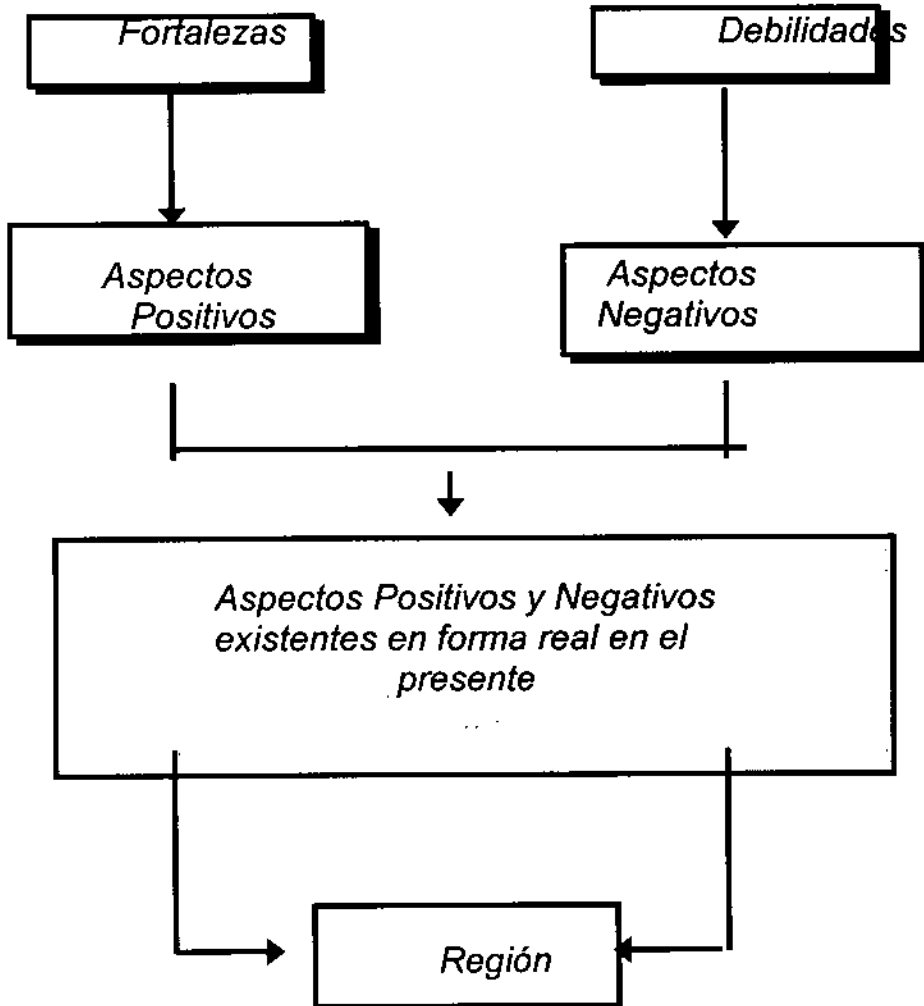 Fortalezas
Debilidades
Aspectos
Positivos
Aspectos
Negativos
Aspectos Positivos y Negativos
existentes en forma real en el
presente
Región